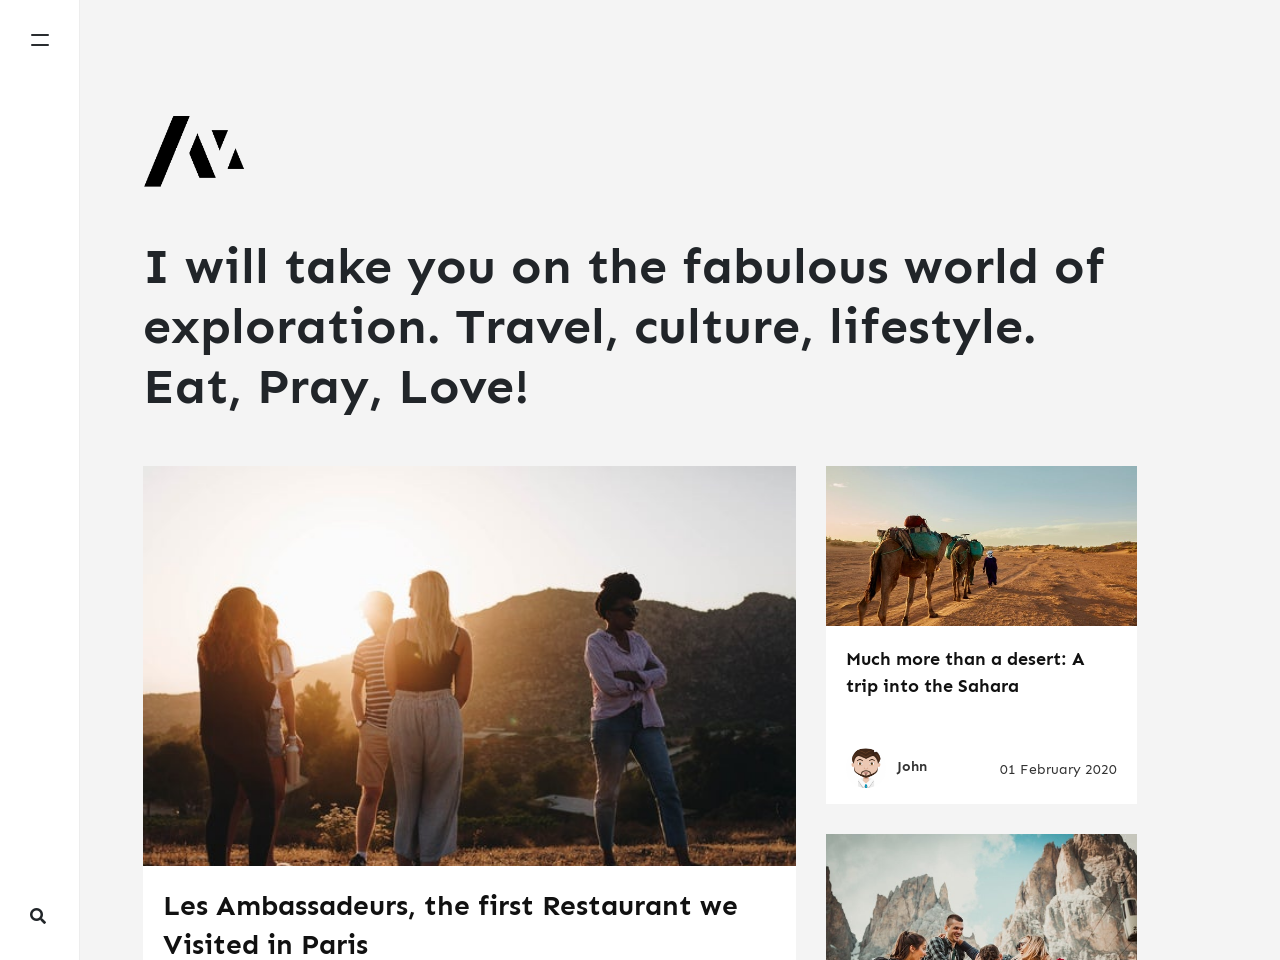 I will take you on the fabulous world of
exploration. Travel, culture, lifestyle.
Eat, Pray, Love!
Much more than a desert: A
trip into the Sahara
John
01 February 2020
Les Ambassadeurs, the first Restaurant we
Visited in Paris